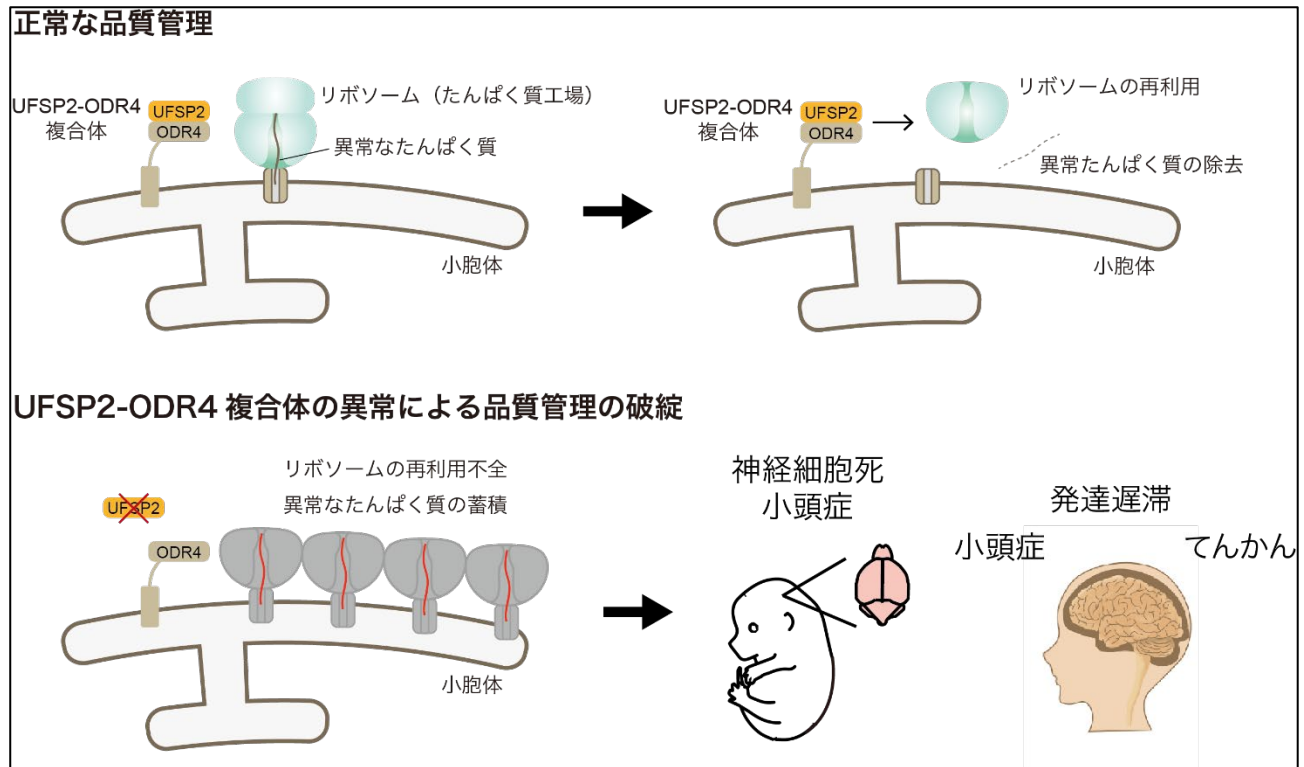 正常な品質管理
UFSP2-ODR4
複合体
UFSP2
ODR4
リボソーム（たんぱく質工場）
異常なたんぱく質
小胞体
UFSP2-ODR4
複合体
UFSP2
ODR4
リボソームの再利用
異常たんぱく質の除去
小胞体
UFSP2-ODR4 複合体の異常による品質管理の破綻
リボソームの再利用不全
異常なたんぱく質の蓄積
UFSP2
ODR4
小胞体
神経細胞死
小頭症
発達遅滞
小頭症
てんかん